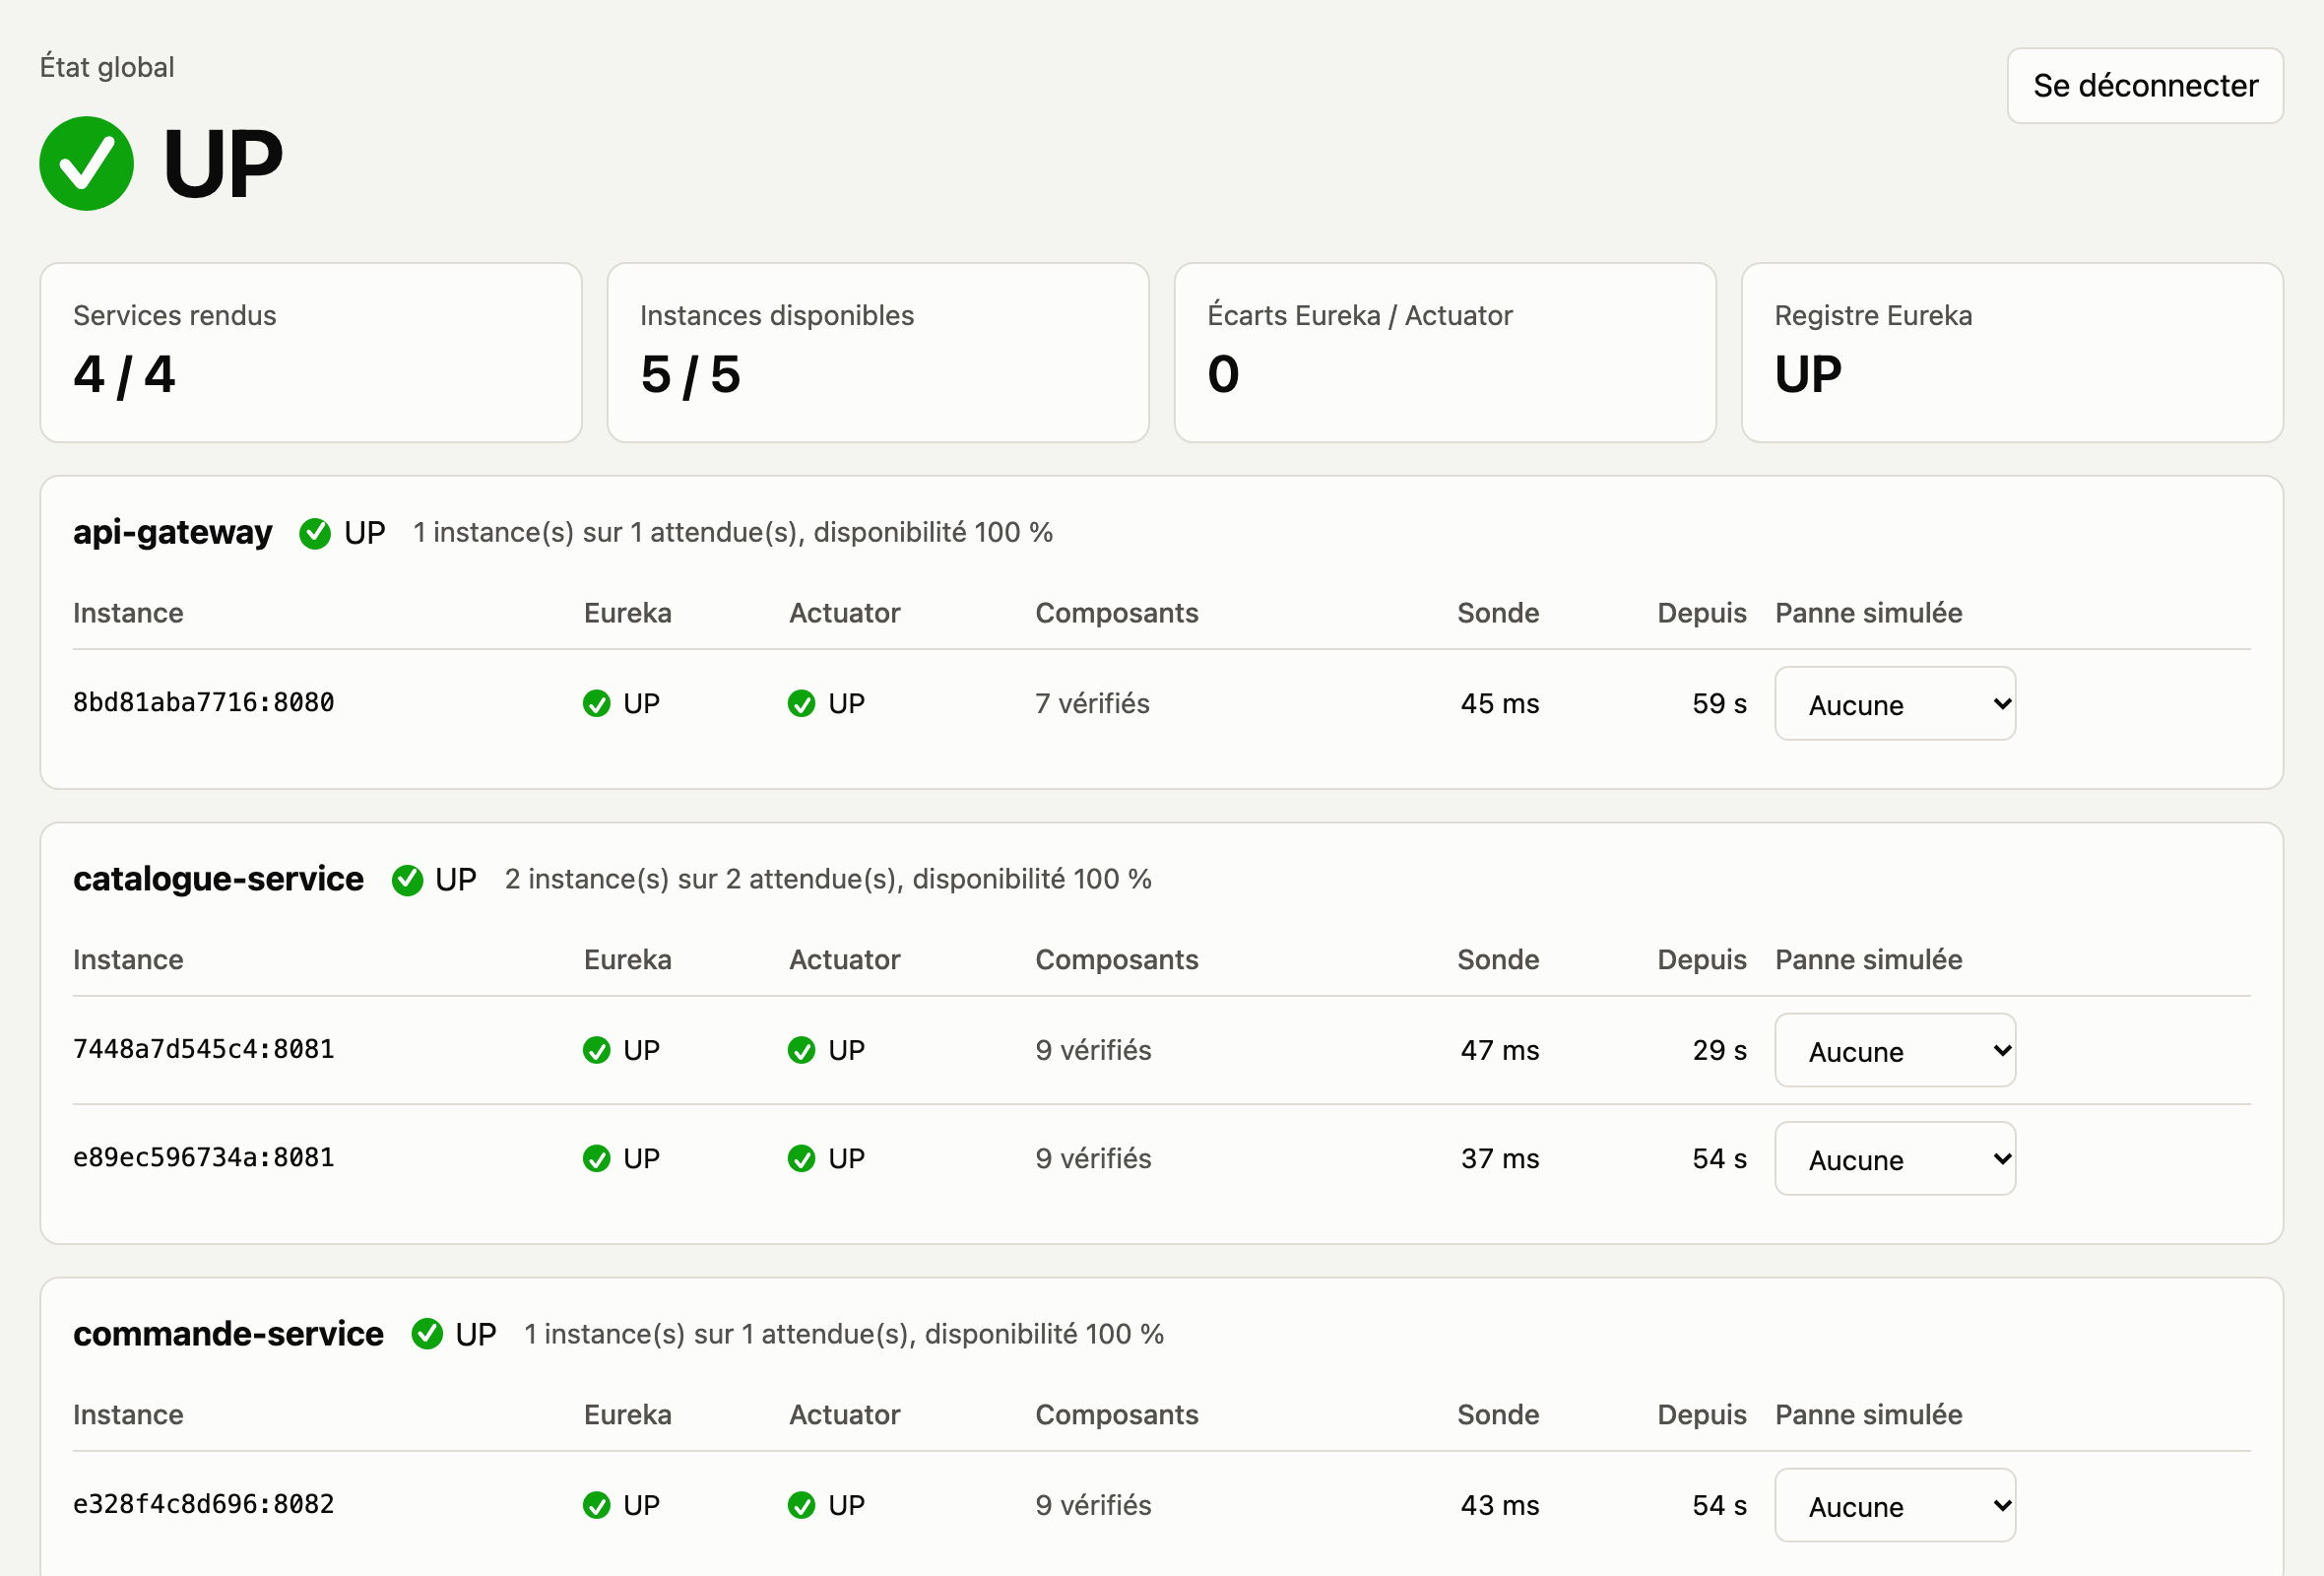 État global
Se déconnecter
UP
Services rendus
4 / 4
Instances disponibles
5 / 5
Écarts Eureka / Actuator
0
Registre Eureka
UP
api-gateway UP 1 instance(s) sur 1 attendue(s), disponibilité 100 %
Instance Eureka Actuator Composants Sonde Depuis Panne simulée
8bd81aba7716:8080 UP UP 7 vérifiés 45 ms 59 s Aucune
catalogue-service UP 2 instance(s) sur 2 attendue(s), disponibilité 100 %
Instance Eureka Actuator Composants Sonde Depuis Panne simulée
7448a7d545c4:8081 UP UP 9 vérifiés 47 ms 29 s Aucune
e89ec596734a:8081 UP UP 9 vérifiés 37 ms 54 s Aucune
commande-service UP 1 instance(s) sur 1 attendue(s), disponibilité 100 %
Instance Eureka Actuator Composants Sonde Depuis Panne simulée
e328f4c8d696:8082 UP UP 9 vérifiés 43 ms 54 s Aucune